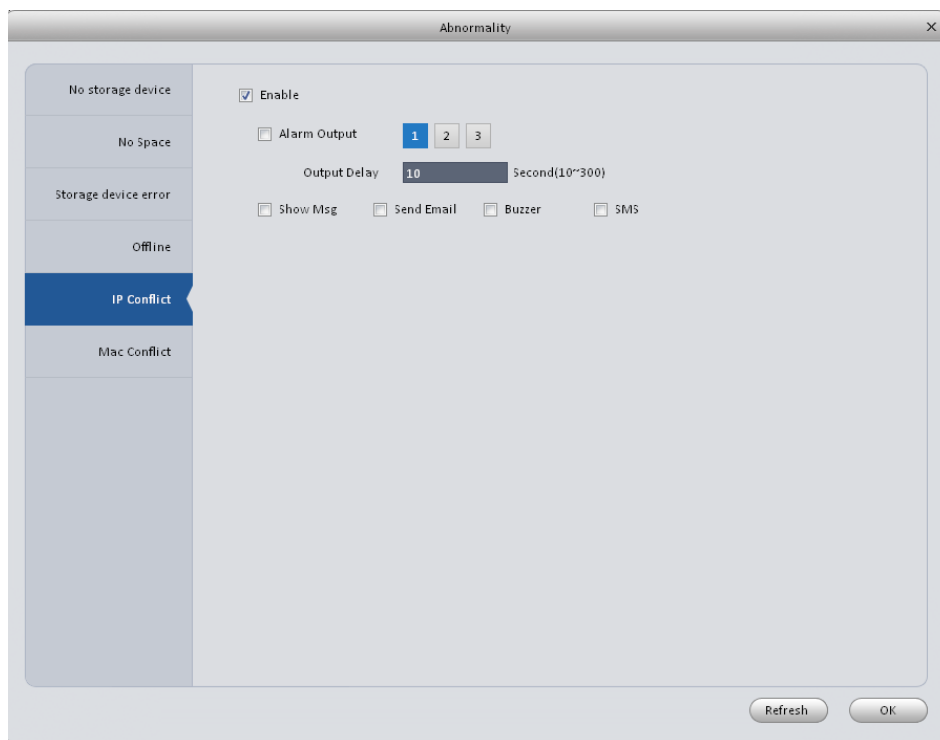 Abnormality
No storage device
No Space
Storage device error
Offline
IP Conflict
Mac Conflict
Enable
Alarm Output 1 2 3
Output Delay 10 Second(10~300)
Show Msg Send Email Buzzer SMS
Refresh OK